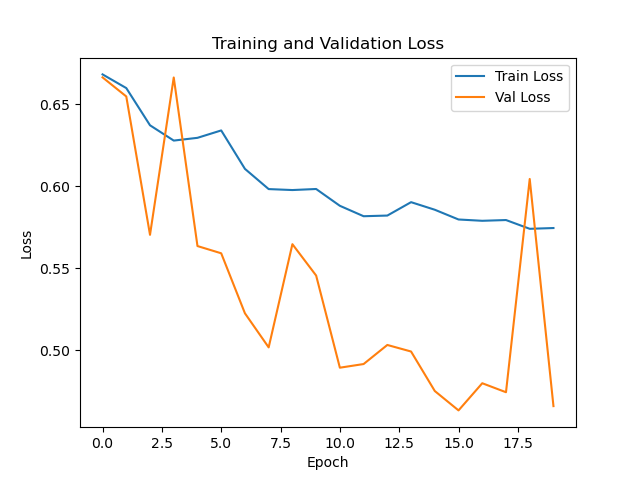 Training and Validation Loss
Train Loss
Val Loss
0.65
0.60
0.55
0.50
Loss
0.0 2.5 5.0 7.5 10.0 12.5 15.0 17.5
Epoch